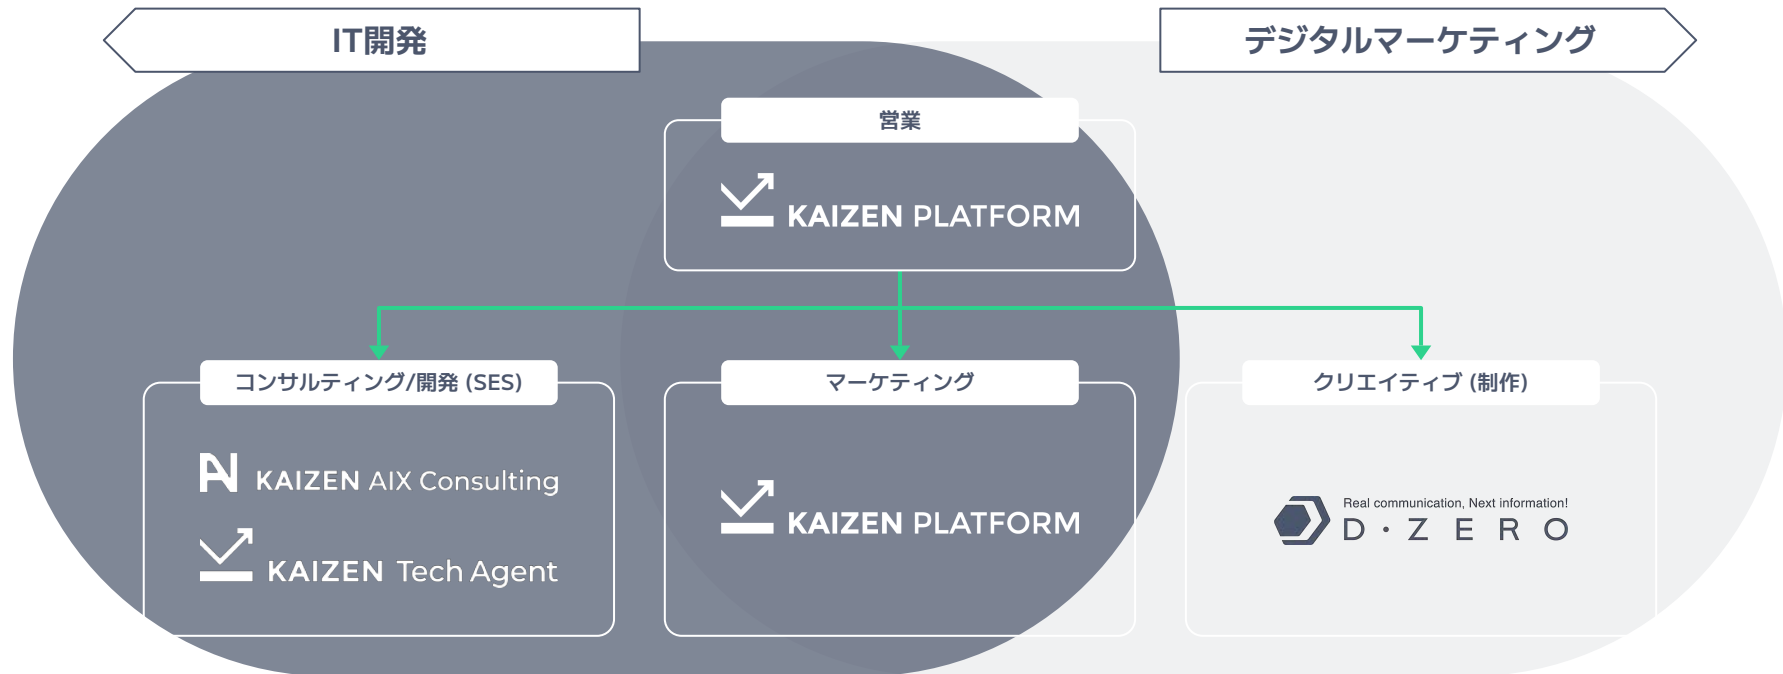 IT開発
デジタルマーケティング
営業
KAIZEN PLATFORM
コンサルティング/開発 (SES)
KAIZEN AIX Consulting
KAIZEN Tech Agent
マーケティング
KAIZEN PLATFORM
クリエイティブ (制作)
Real communication, Next information!
D・ZERO